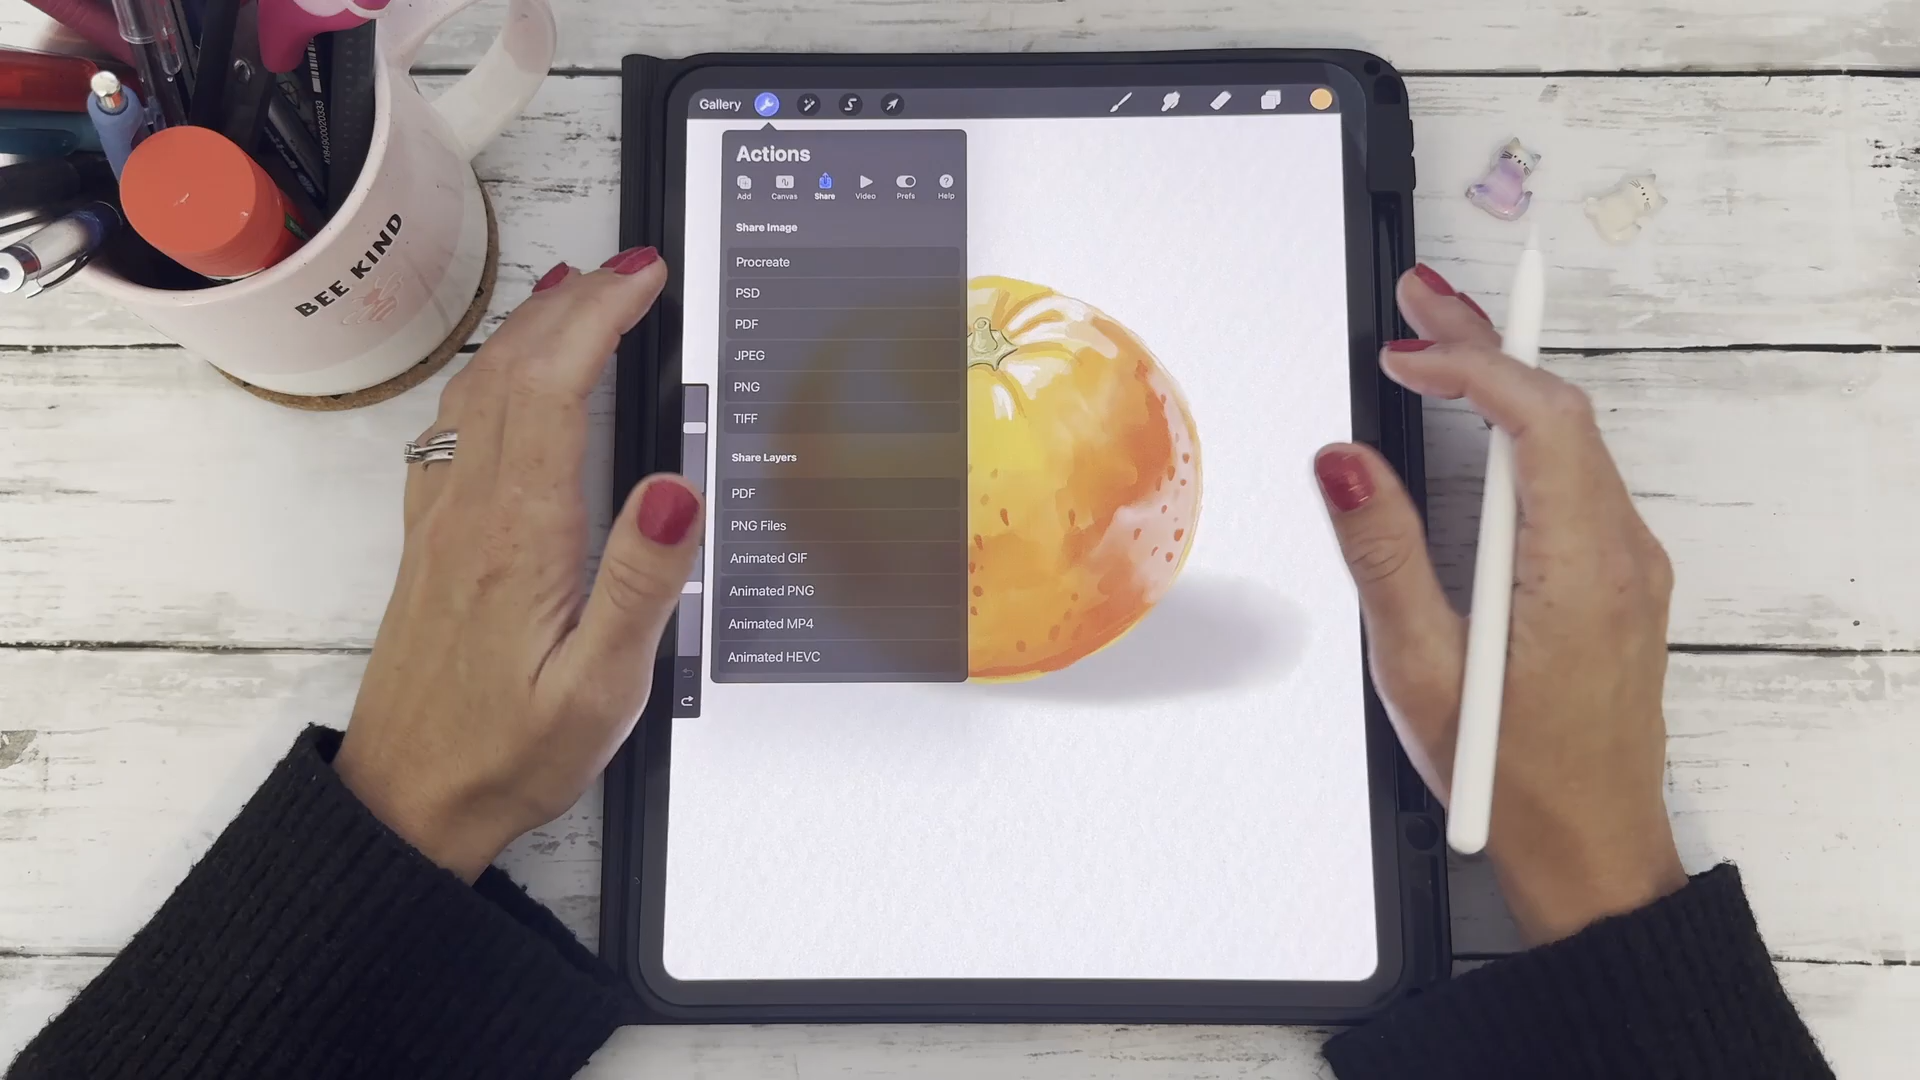 BEE KIND
Gallery
Actions
Add Canvas Share Video Prefs Help
Share Image
Procreate
PSD
PDF
JPEG
PNG
TIFF
Share Layers
PDF
PNG Files
Animated GIF
Animated PNG
Animated MP4
Animated HEVC